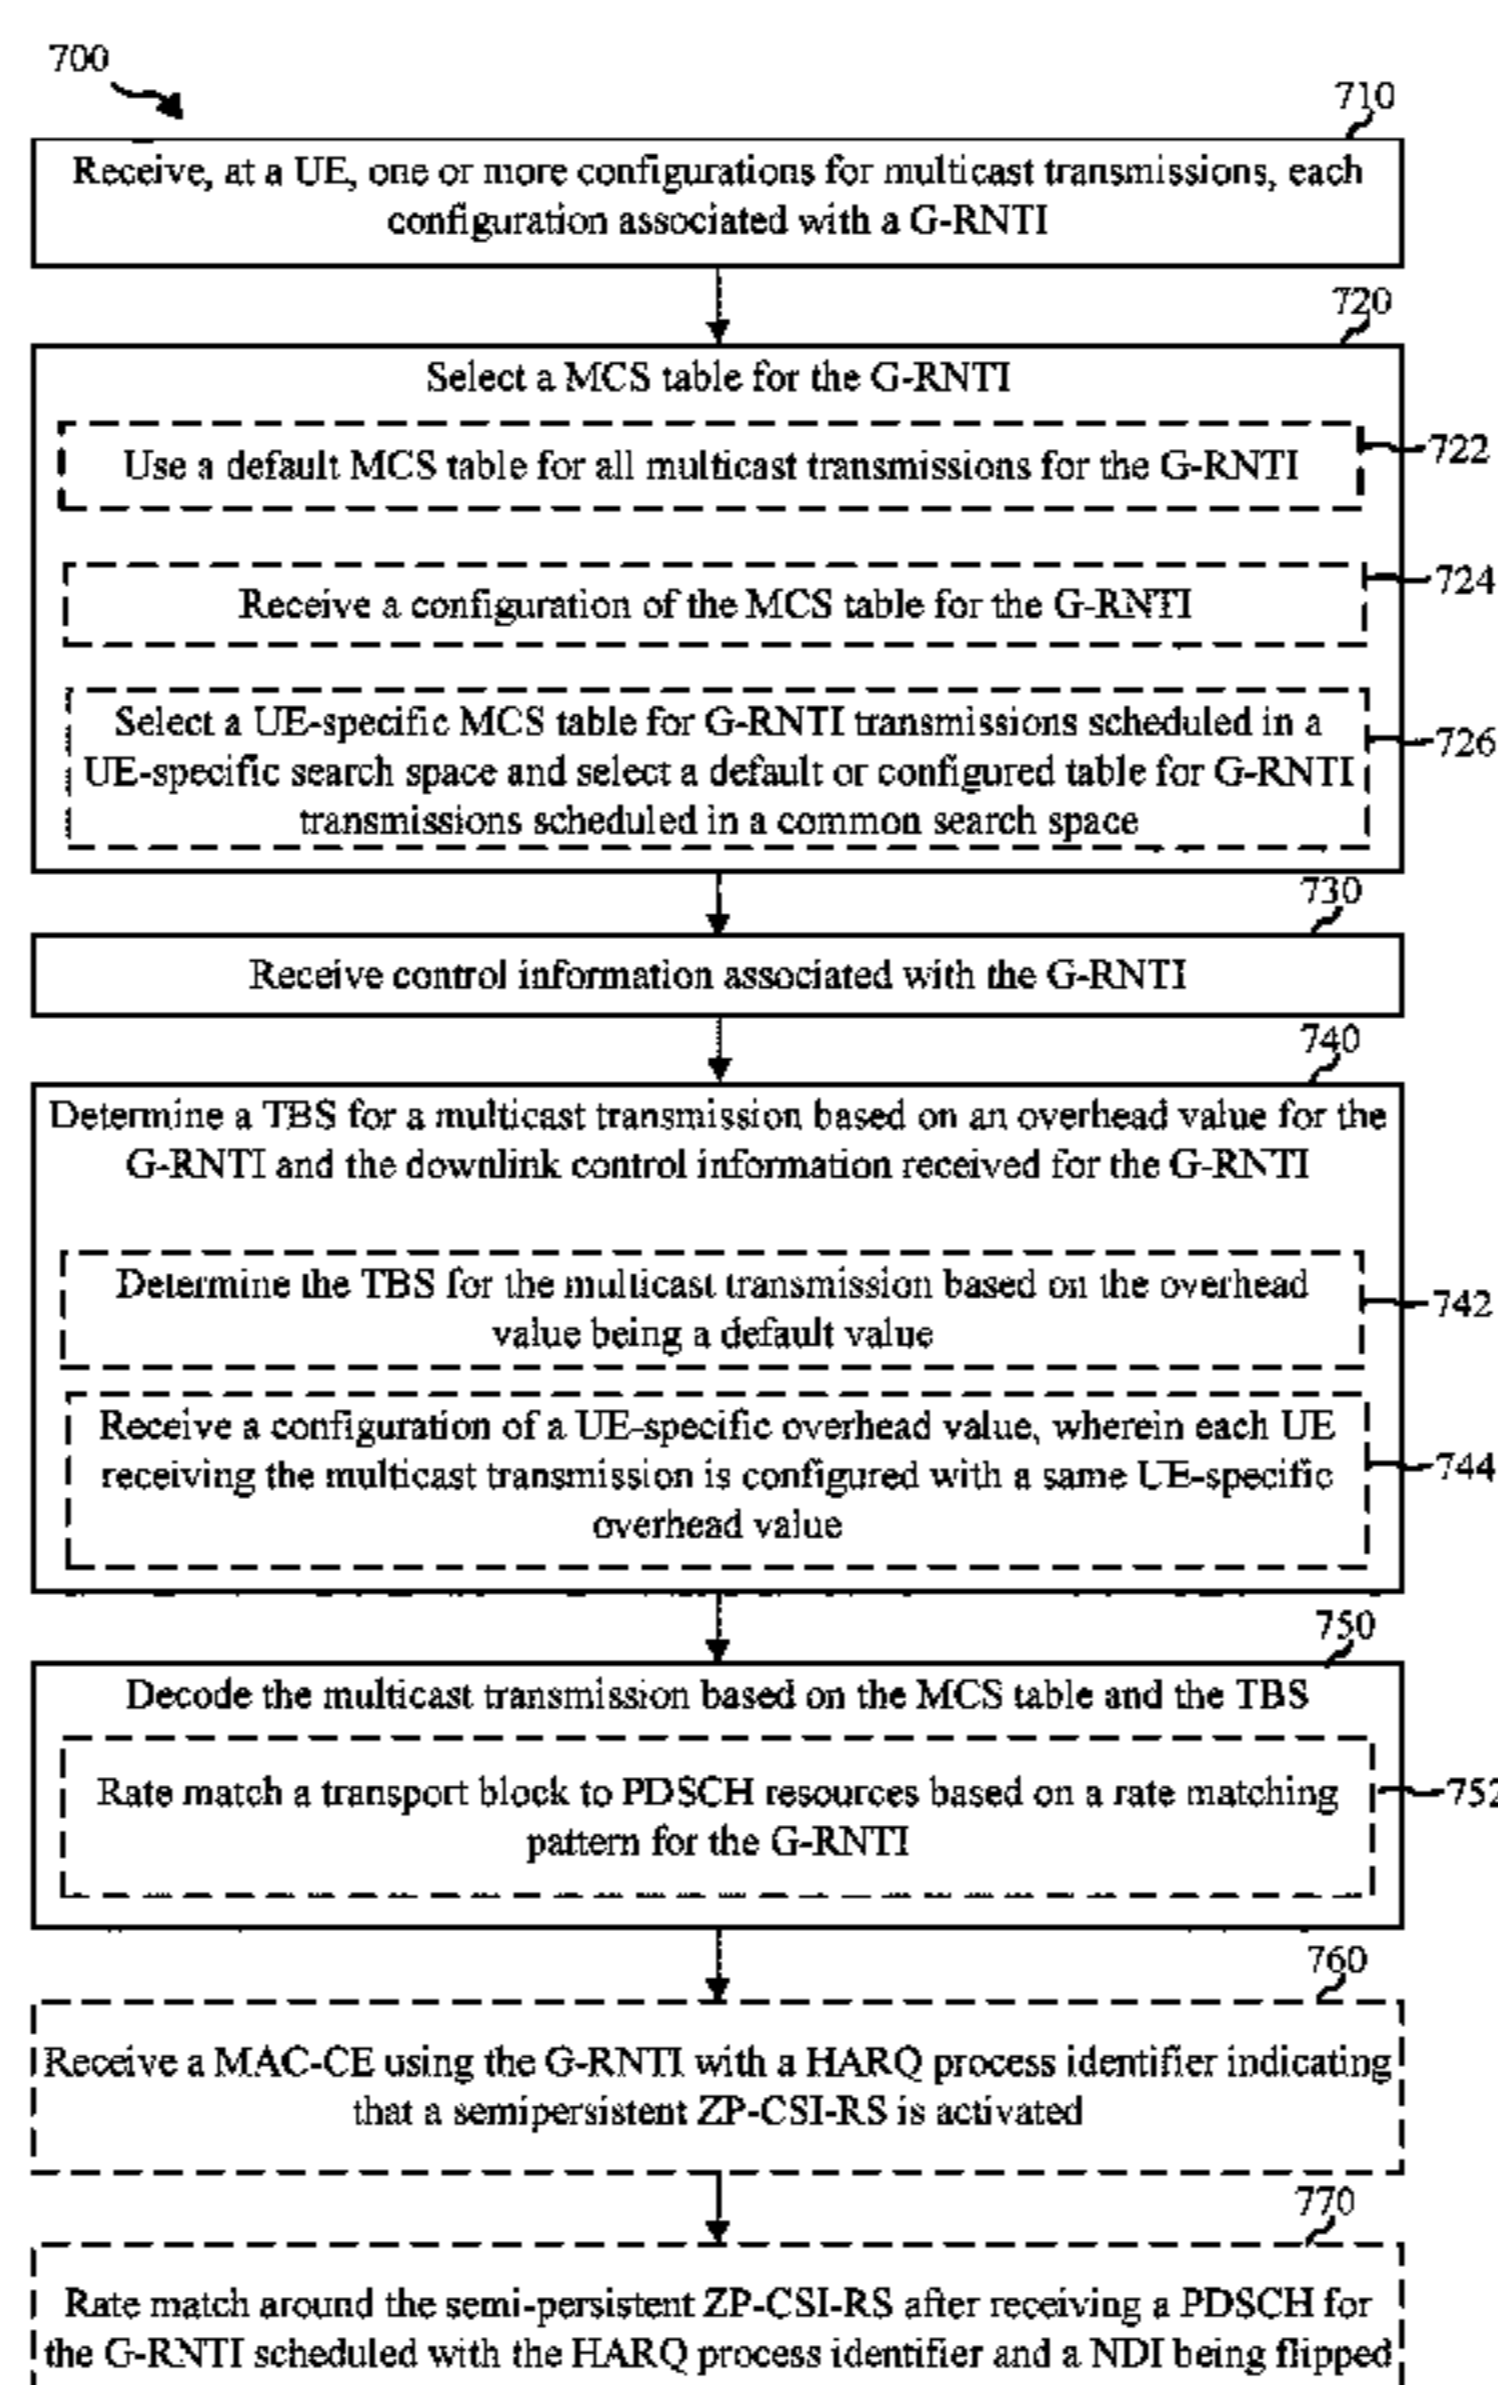 700
710
Receive, at a UE, one or more configurations for multicast transmissions, each
configuration associated with a G-RNTI
720
Select a MCS table for the G-RNTI
Use a default MCS table for all multicast transmissions for the G-RNTI
722
Receive a configuration of the MCS table for the G-RNTI
724
Select a UE-specific MCS table for G-RNTI transmissions scheduled in a
UE-specific search space and select a default or configured table for G-RNTI
transmissions scheduled in a common search space
726
730
Receive control information associated with the G-RNTI
740
Determine a TBS for a multicast transmission based on an overhead value for the
G-RNTI and the downlink control information received for the G-RNTI
Determine the TBS for the multicast transmission based on the overhead
value being a default value
742
Receive a configuration of a UE-specific overhead value, wherein each UE
receiving the multicast transmission is configured with a same UE-specific
overhead value
744
750
Decode the multicast transmission based on the MCS table and the TBS
Rate match a transport block to PDSCH resources based on a rate matching
pattern for the G-RNTI
752
760
Receive a MAC-CE using the G-RNTI with a HARQ process identifier indicating
that a semipersistent ZP-CSI-RS is activated
770
Rate match around the semi-persistent ZP-CSI-RS after receiving a PDSCH for
the G-RNTI scheduled with the HARQ process identifier and a NDI being flipped